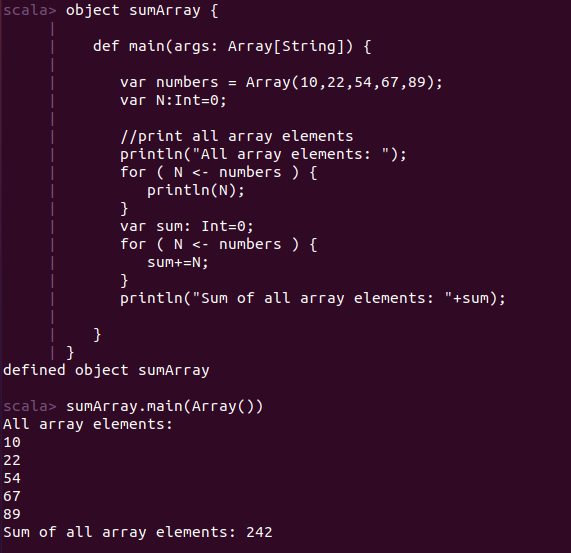 scala> object sumArray {
     |
     |    def main(args: Array[String]) {
     |
     |       var numbers = Array(10,22,54,67,89);
     |       var N:Int=0;
     |
     |       //print all array elements
     |       println("All array elements: ");
     |       for ( N <- numbers ) {
     |          println(N);
     |       }
     |       var sum: Int=0;
     |       for ( N <- numbers ) {
     |          sum+=N;
     |       }
     |       println("Sum of all array elements: "+sum);
     |
     |    }
     | }
defined object sumArray

scala> sumArray.main(Array())
All array elements:
10
22
54
67
89
Sum of all array elements: 242